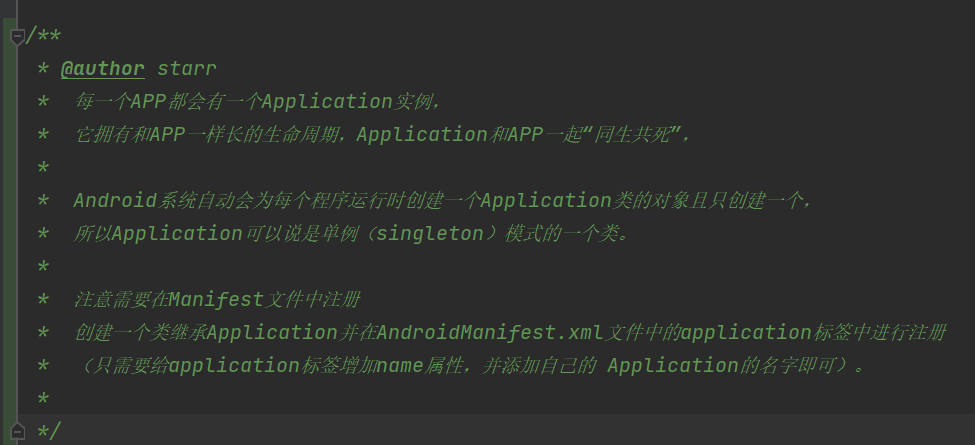 /**
* @author starr
* 每一个APP都会有一个Application实例，
* 它拥有和APP一样长的生命周期，Application和APP一起“同生共死”，
*
* Android系统自动会为每个程序运行时创建一个Application类的对象且只创建一个，
* 所以Application可以说是单例（singleton）模式的一个类。
*
* 注意需要在Manifest文件中注册
* 创建一个类继承Application并在AndroidManifest.xml文件中的application标签中进行注册
* （只需要给application标签增加name属性，并添加自己的 Application的名字即可）。
*
*/